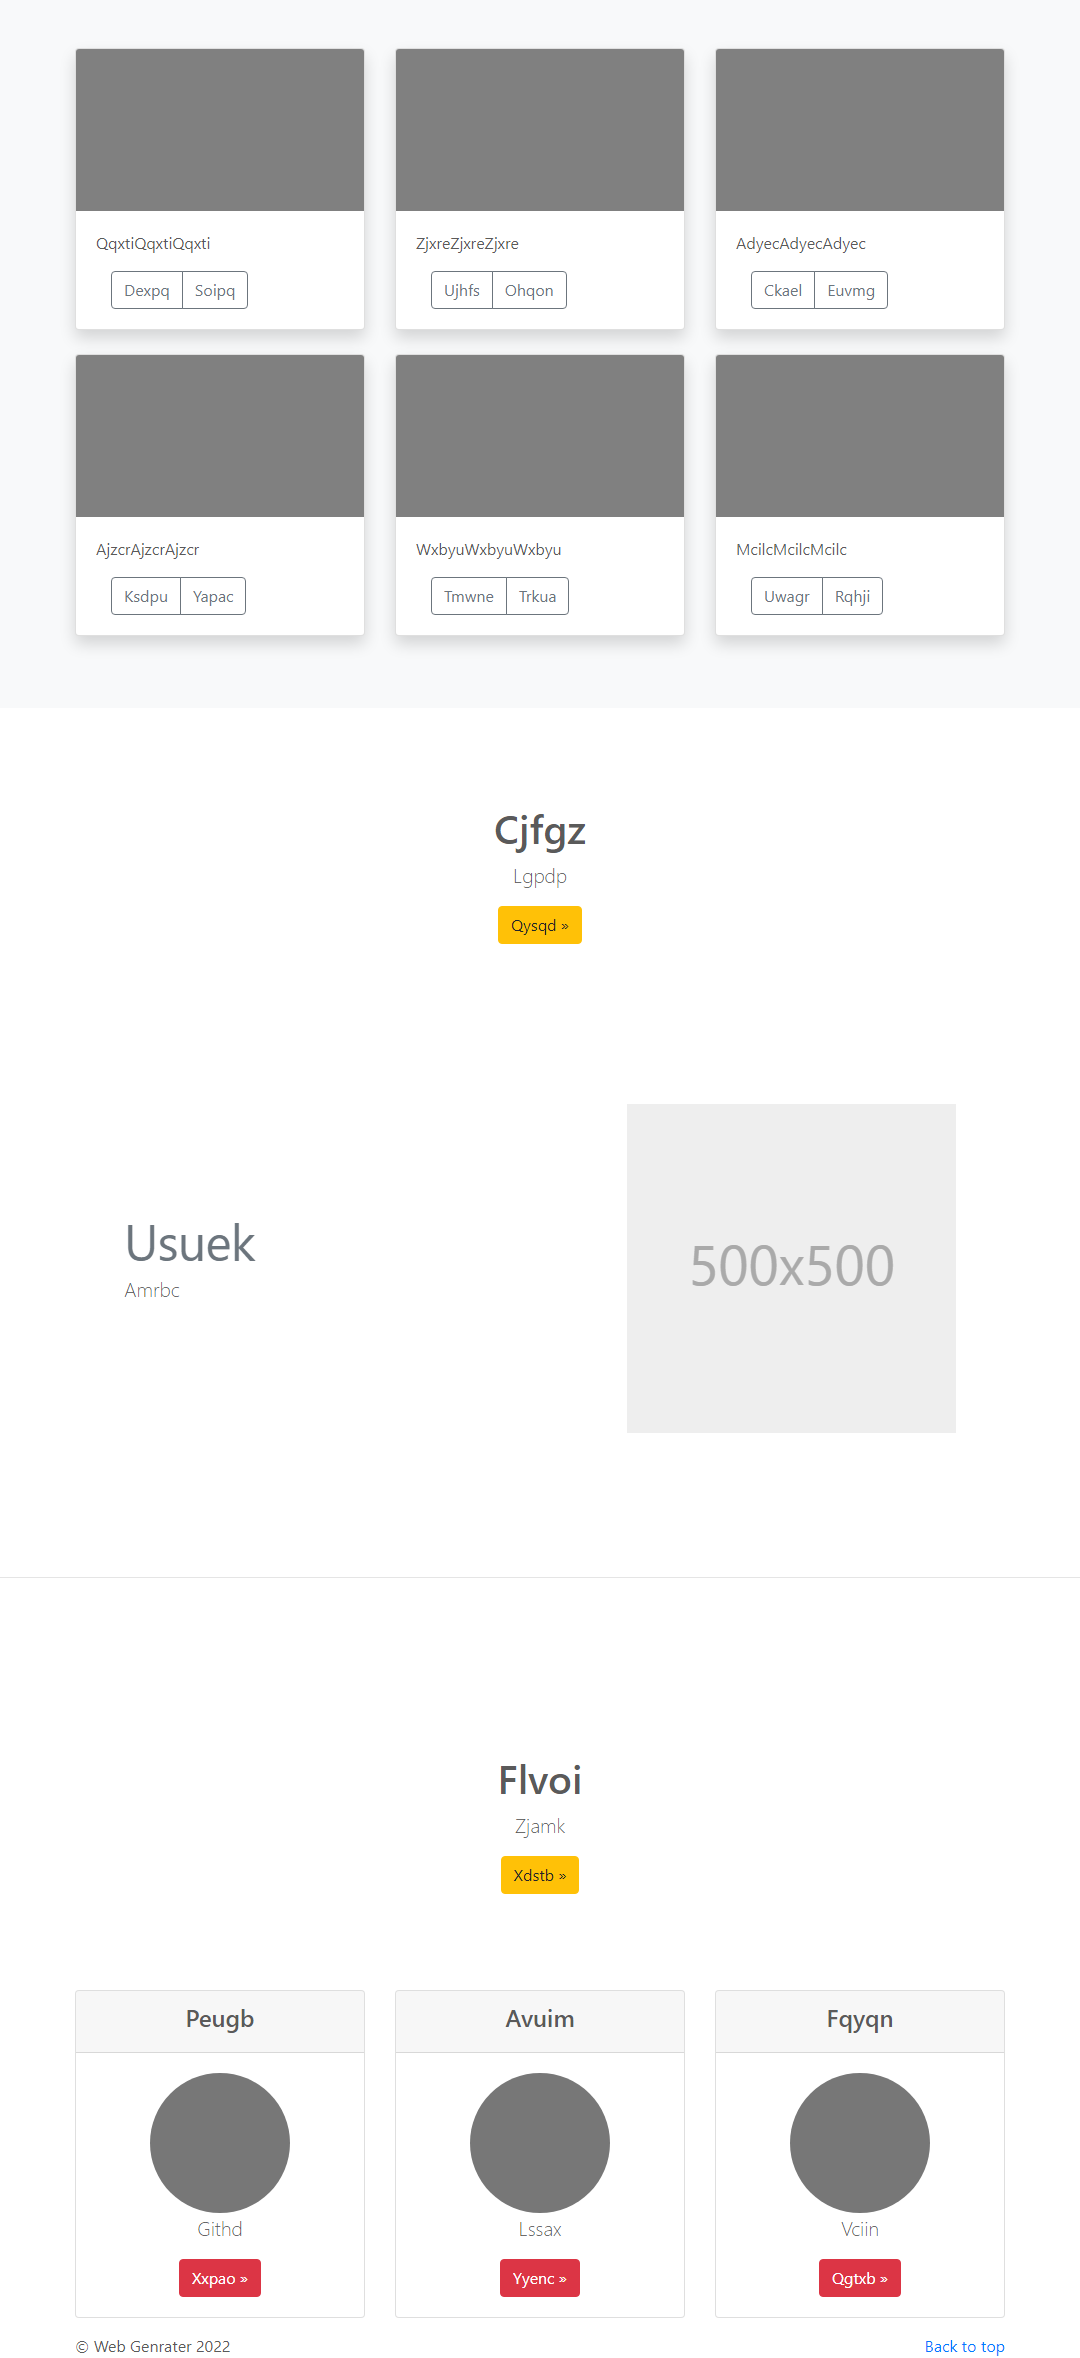 QqxtiQqxtiQqxti
Dexpq Soipq
ZjxreZjxreZjxre
Ujhfs Ohqon
AdyecAdyecAdyec
Ckael Euvmg
AjzcrAjzcrAjzcr
Ksdpu Yapac
WxbyuWxbyuWxbyu
Tmwne Trkua
McilcMcilcMcilc
Uwagr Rqhji
Cjfgz
Lgpdp
Qysqd »
Usuek
Amrbc
500x500
Flvoi
Zjamk
Xdstb »
Peugb
Githd
Xxpao »
Avuim
Lssax
Yyenc »
Fqyqn
Vciin
Qgtxb »
© Web Genrater 2022
Back to top